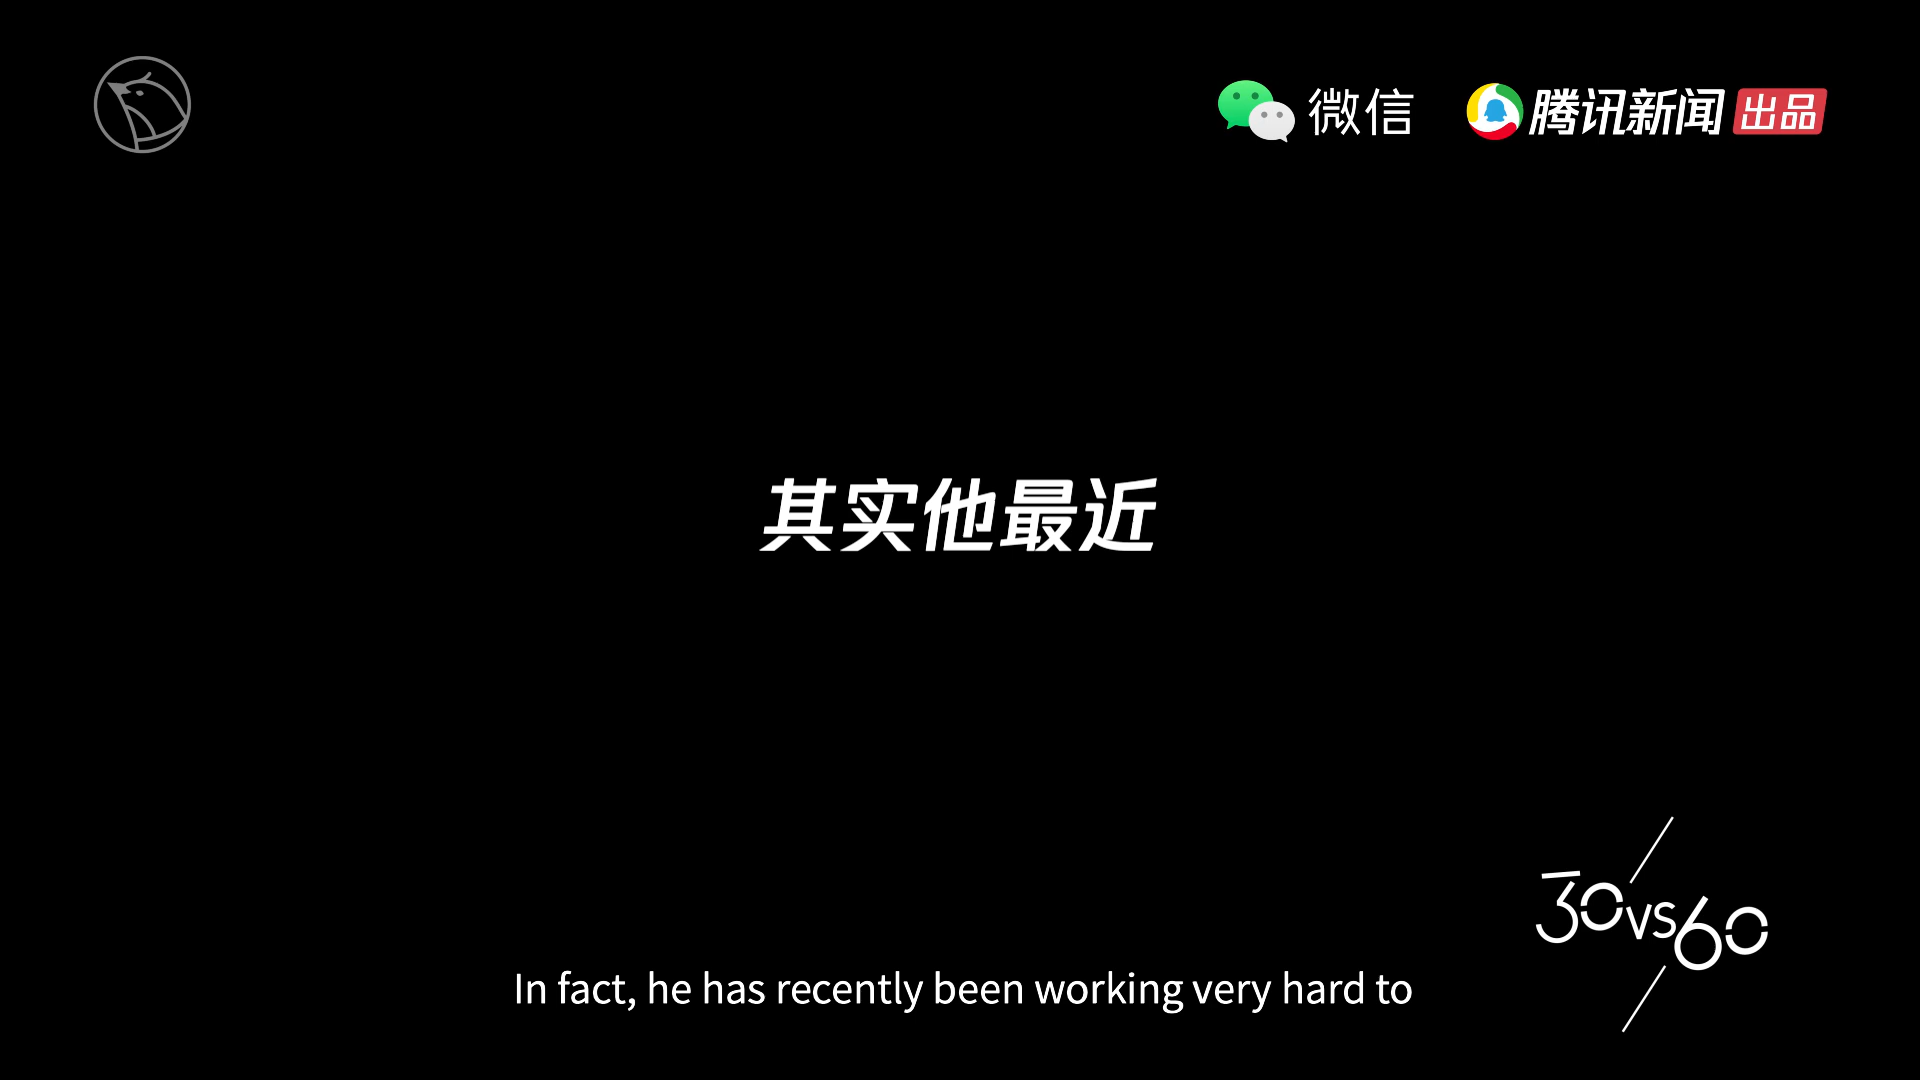 微信 腾讯新闻 出品
其实他最近
30vs60
In fact, he has recently been working very hard to